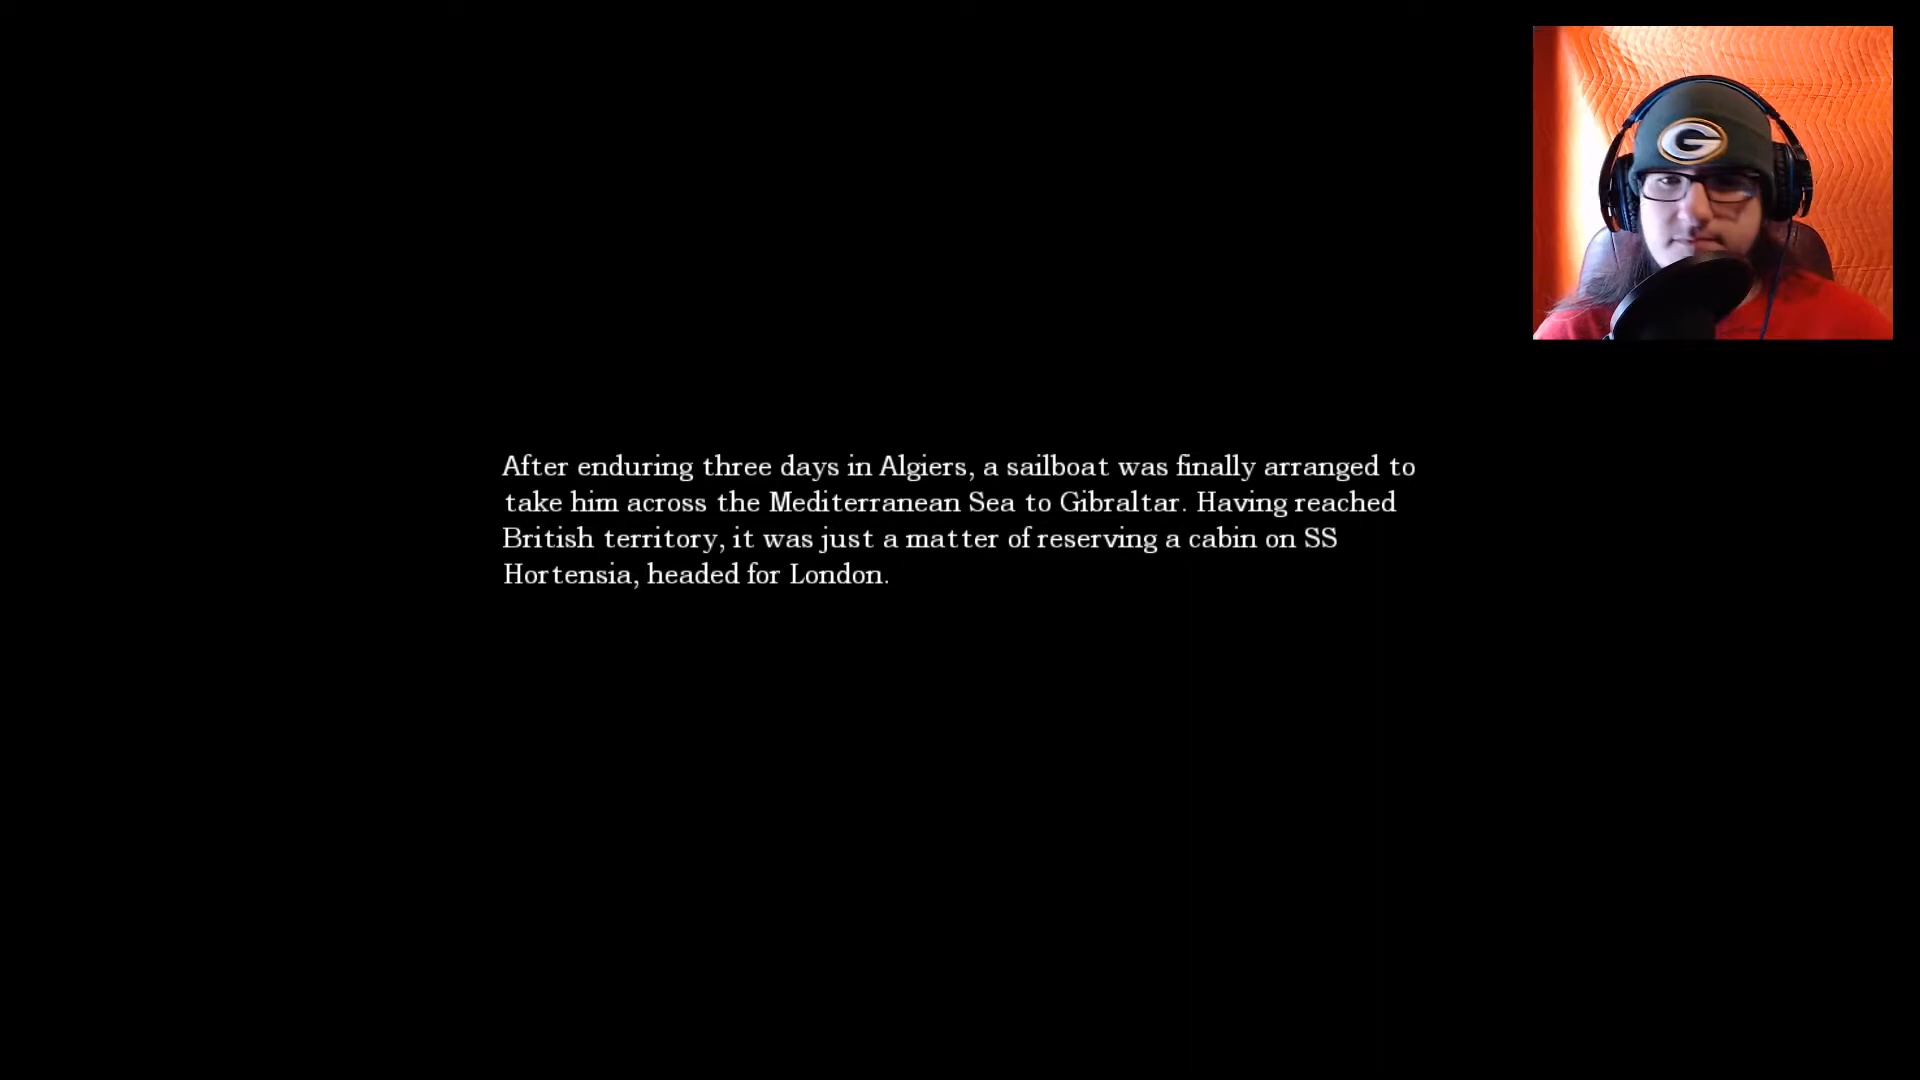 G
After enduring three days in Algiers, a sailboat was finally arranged to
take him across the Mediterranean Sea to Gibraltar. Having reached
British territory, it was just a matter of reserving a cabin on SS
Hortensia, headed for London.